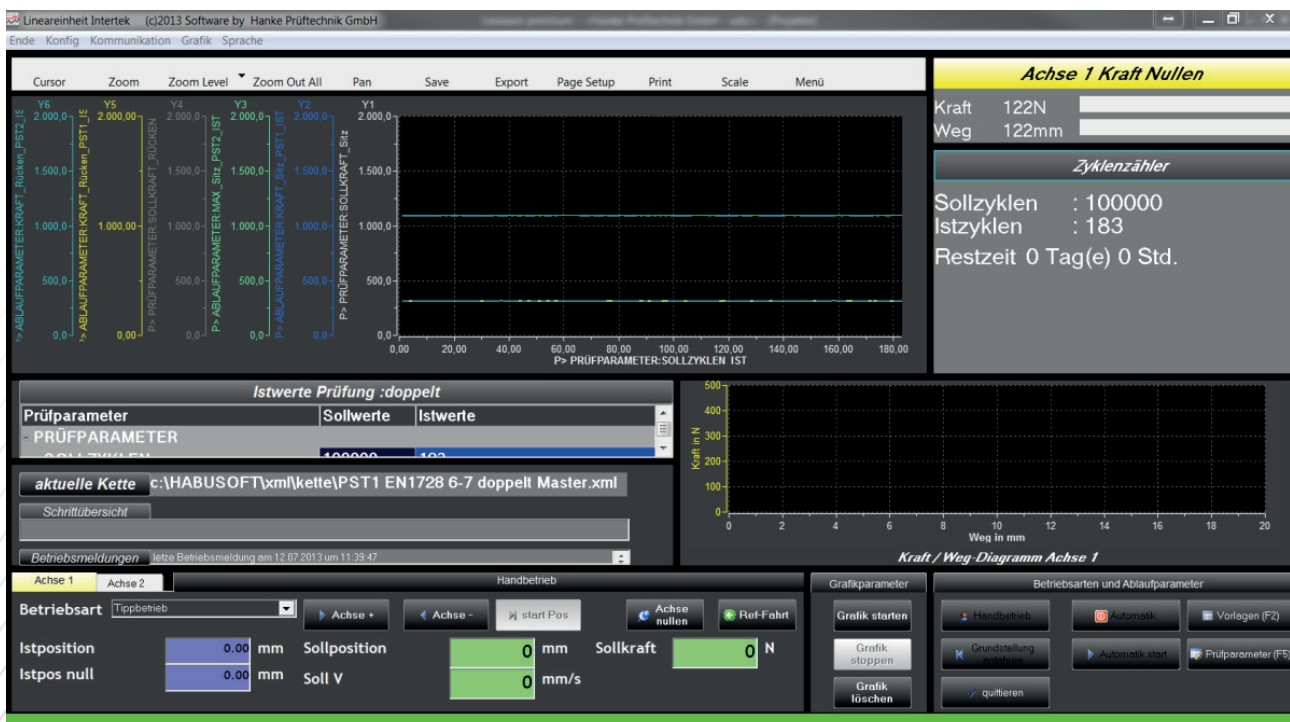 Lineareinheit Intertek (c)2013 Software by Hanke Prüftechnik GmbH
Ende Konfig Kommunikation Grafik Sprache
Cursor Zoom Zoom Level Zoom Out All Pan Save Export Page Setup Print Scale Menü
Y6 Y5 Y4 Y3 Y2 Y1
2.000,0 2.000,00 2.000,0 2.000,0 2.000,0 2.000,0
1.500,0 1.500,0 1.500,0 1.500,0 1.500,0
1.000,0 1.000,00 1.000,0 1.000,0 1.000,0 1.000,0
500,0 500,0 500,0 500,0 500,0
0,0 0,00 0,0 0,0 0,0 0,0
P> ABLAUFPARAMETER:KRAFT_Rücken_PST2_IS
P> ABLAUFPARAMETER:KRAFT_Rücken_PST1_IS
P> PRÜFPARAMETER:SOLLKRAFT_RÜCKEN
P> ABLAUFPARAMETER:MAX_Sitz_PST2_IST
P> ABLAUFPARAMETER:KRAFT_Sitz_PST1_IST
P> PRÜFPARAMETER:SOLLKRAFT_Sitz
0,00 20,00 40,00 60,00 80,00 100,00 120,00 140,00 160,00 180,00
P> PRÜFPARAMETER:SOLLZYKLEN IST
Achse 1 Kraft Nullen
Kraft 122N
Weg 122mm
Zyklenzähler
Sollzyklen : 100000
Istzyklen : 183
Restzeit 0 Tag(e) 0 Std.
Istwerte Prüfung :doppelt
Prüfparameter Sollwerte Istwerte
- PRÜFPARAMETER
SOLLZYKLEN 100000 183
aktuelle Kette c:\HABUSOFT\xml\kette\PST1 EN1728 6-7 doppelt Master.xml
Schrittübersicht
Betriebsmeldungen letze Betriebsmeldung am 12.07.2013 um 11:39:47
500
400
300
200
100
0
Kraft in N
0 2 4 6 8 10 12 14 16 18 20
Weg in mm
Kraft / Weg-Diagramm Achse 1
Achse 1 Achse 2 Handbetrieb
Betriebsart Tippbetrieb Achse + Achse - start Pos Achse nullen Ref-Fahrt
Istposition 0.00 mm Sollposition 0 mm Sollkraft 0 N
Istpos null 0.00 mm Soll V 0 mm/s
Grafikparameter
Grafik starten
Grafik stoppen
Grafik löschen
Betriebsarten und Ablaufparameter
Handbetrieb Automatik Vorlagen (F2)
Grundstellung anfahren Automatik start Prüfparameter (F5)
quittieren